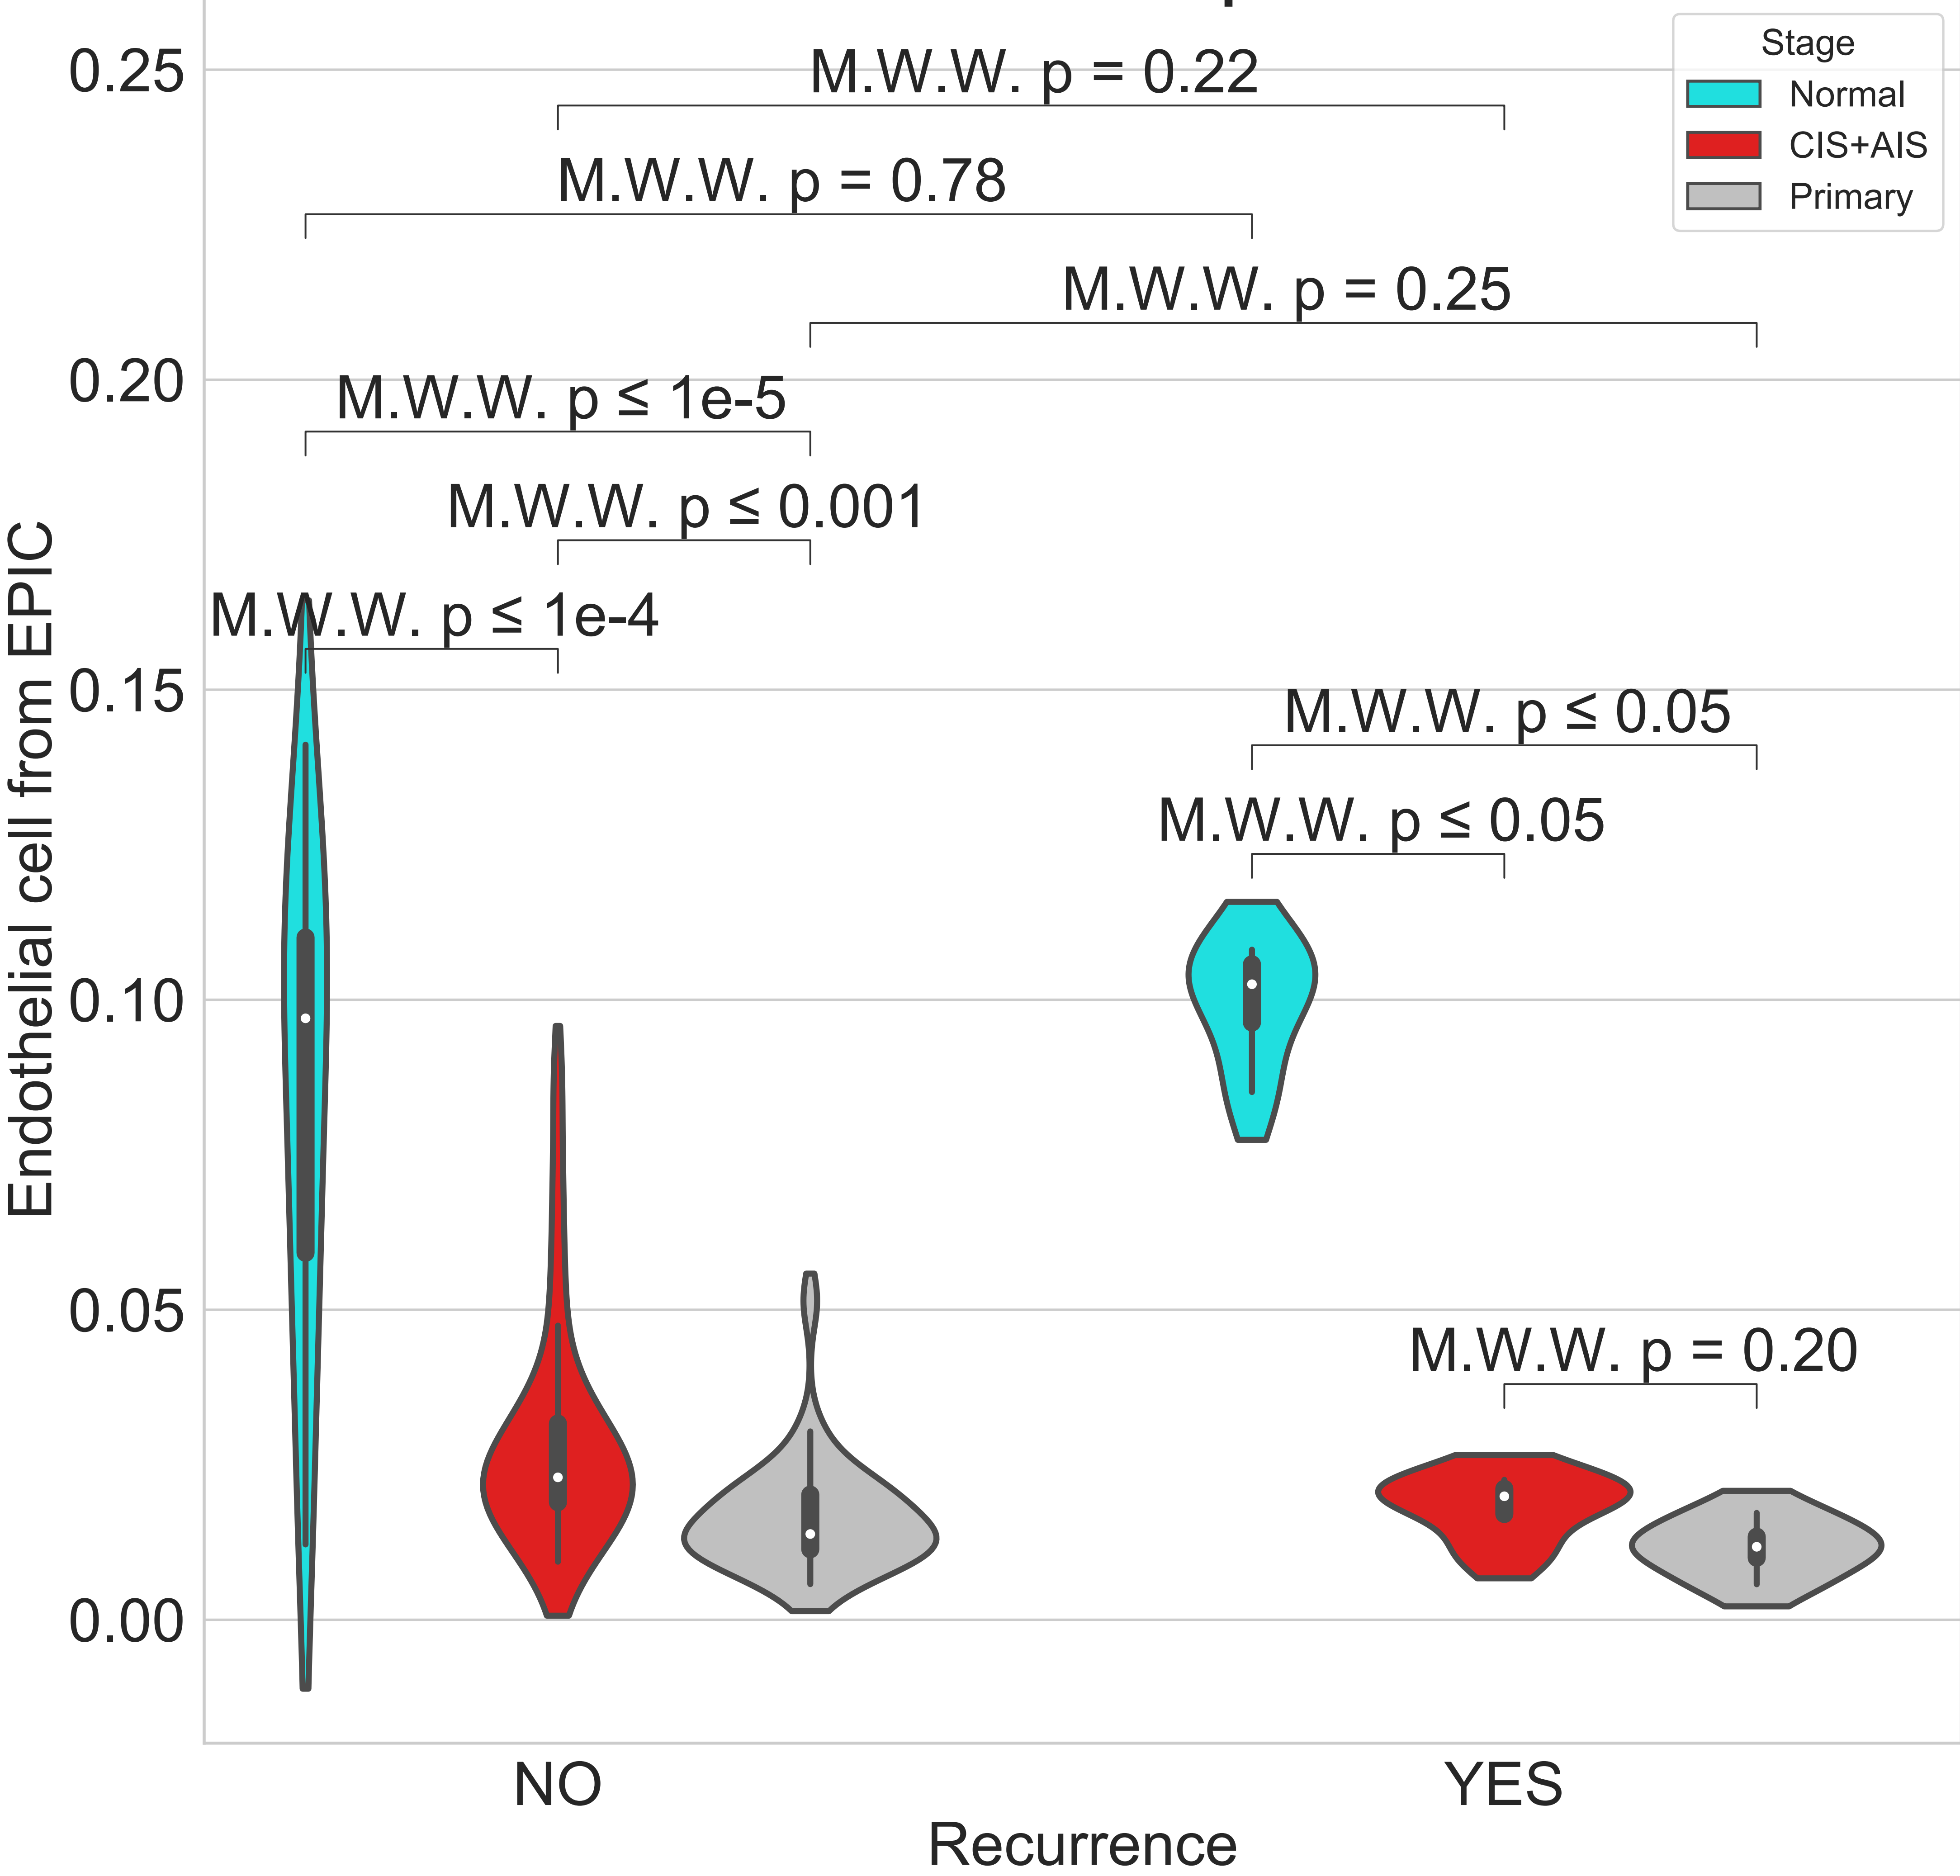 0.25
0.20
0.15
0.10
0.05
0.00
Endothelial cell from EPIC
M.W.W. p = 0.22
M.W.W. p = 0.78
M.W.W. p = 0.25
M.W.W. p ≤ 1e-5
M.W.W. p ≤ 0.001
M.W.W. p ≤ 1e-4
M.W.W. p ≤ 0.05
M.W.W. p ≤ 0.05
M.W.W. p = 0.20
Stage
Normal
CIS+AIS
Primary
NO
YES
Recurrence